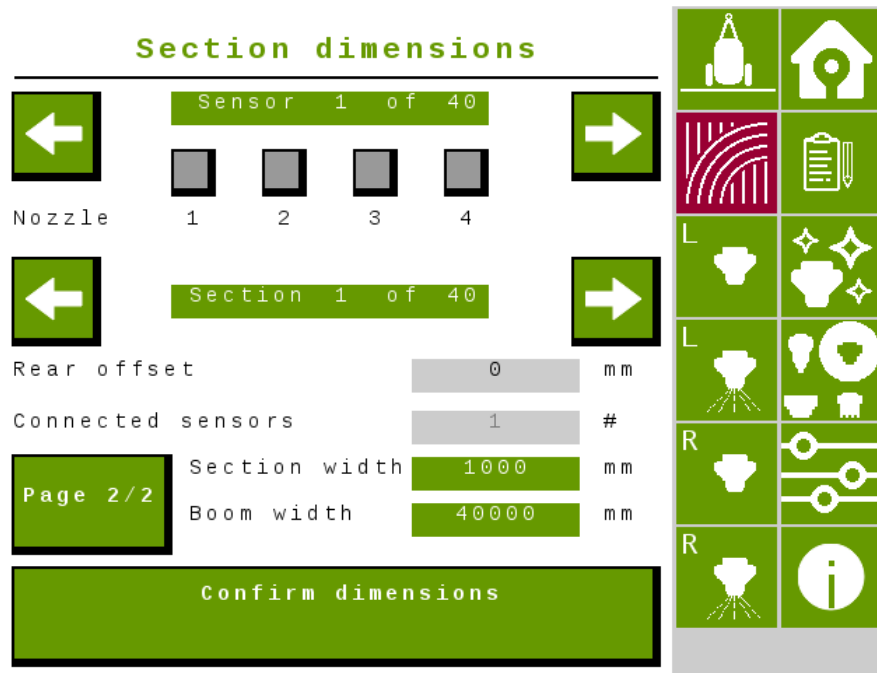 Section dimensions
Sensor 1 of 40
Nozzle 1 2 3 4
Section 1 of 40
Rear offset 0 mm
Connected sensors 1 #
Page 2/2
Section width 1000 mm
Boom width 40000 mm
Confirm dimensions
L
L
R
R
i